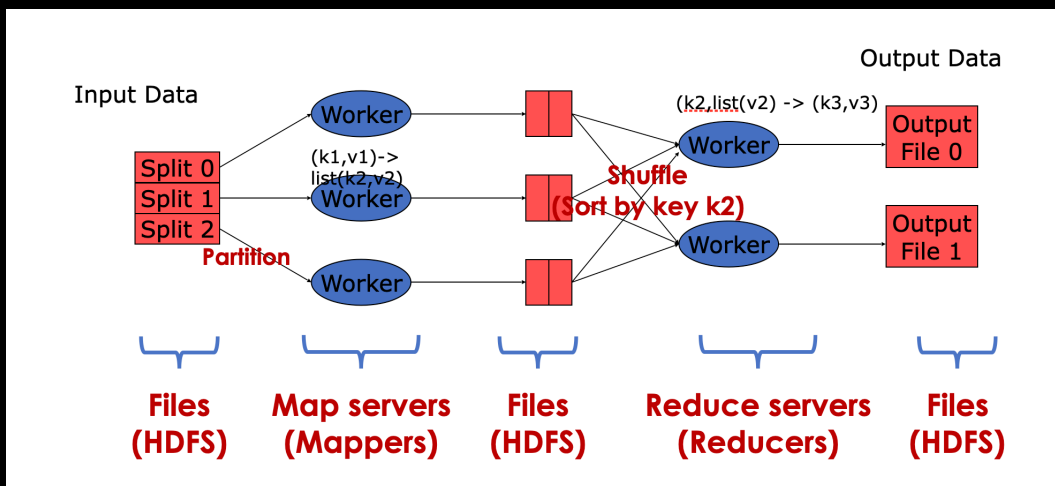 Output Data
Input Data
(k2,list(v2) -> (k3,v3)
Worker
(k1,v1)->
list(k2,v2)
Worker
Worker
Split 0
Split 1
Split 2
Partition
Shuffle
(Sort by key k2)
Worker
Worker
Output
File 0
Output
File 1
Files
(HDFS)
Map servers
(Mappers)
Files
(HDFS)
Reduce servers
(Reducers)
Files
(HDFS)